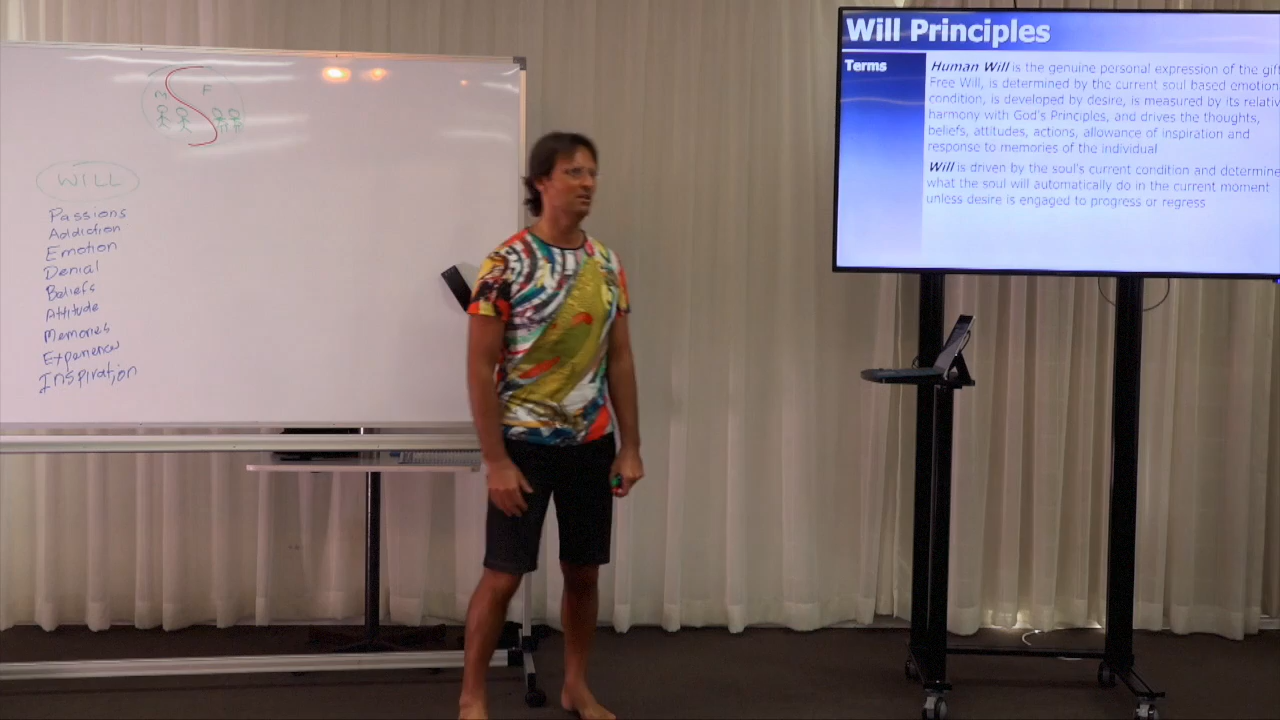 M F
WILL
Passions
Addiction
Emotion
Denial
Beliefs
Attitude
Memories
Experiences
Inspiration
Will Principles
Terms
Human Will is the genuine personal expression of the gif
Free Will, is determined by the current soul based emotion
condition, is developed by desire, is measured by its relativ
harmony with God's Principles, and drives the thoughts,
beliefs, attitudes, actions, allowance of inspiration and
response to memories of the individual
Will is driven by the soul's current condition and determine
what the soul will automatically do in the current moment
unless desire is engaged to progress or regress